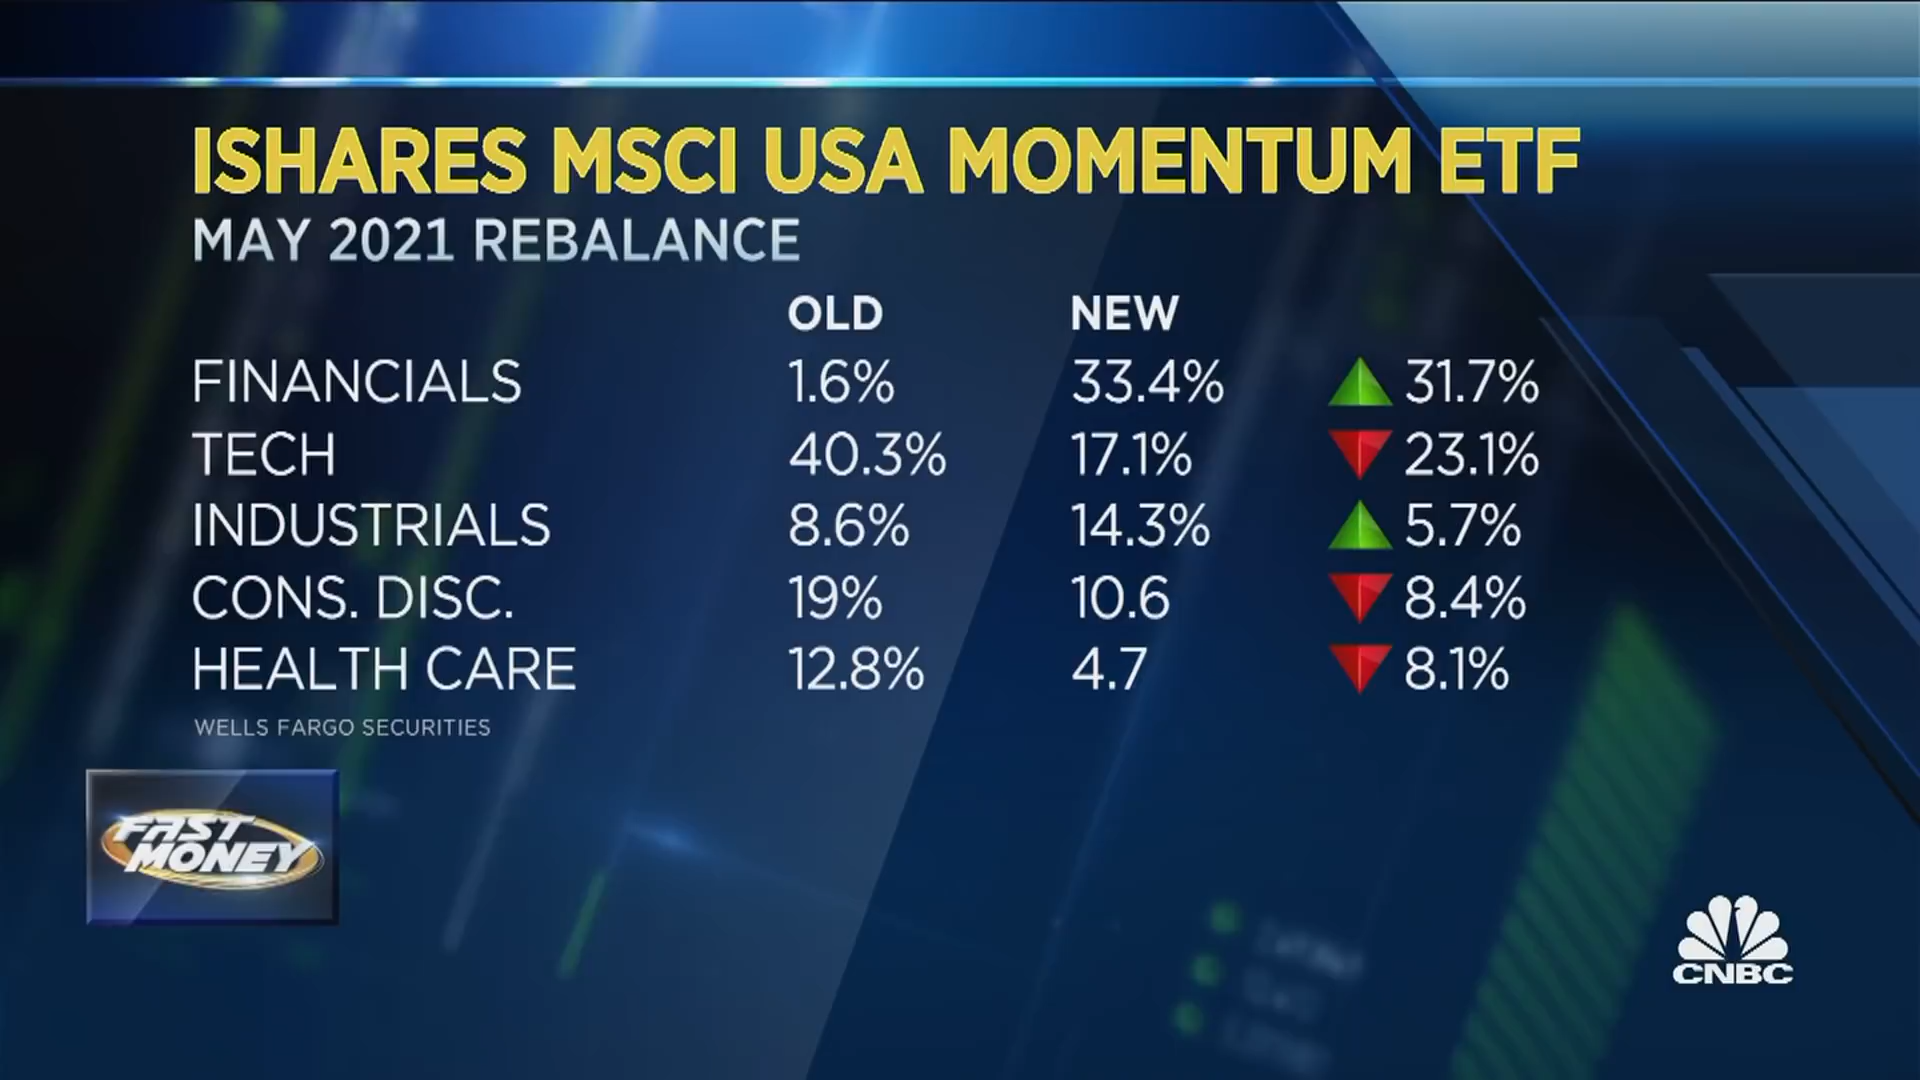 ISHARES MSCI USA MOMENTUM ETF
MAY 2021 REBALANCE
OLD NEW
FINANCIALS 1.6% 33.4% 31.7%
TECH 40.3% 17.1% 23.1%
INDUSTRIALS 8.6% 14.3% 5.7%
CONS. DISC. 19% 10.6 8.4%
HEALTH CARE 12.8% 4.7 8.1%
WELLS FARGO SECURITIES
FAST
MONEY
CNBC